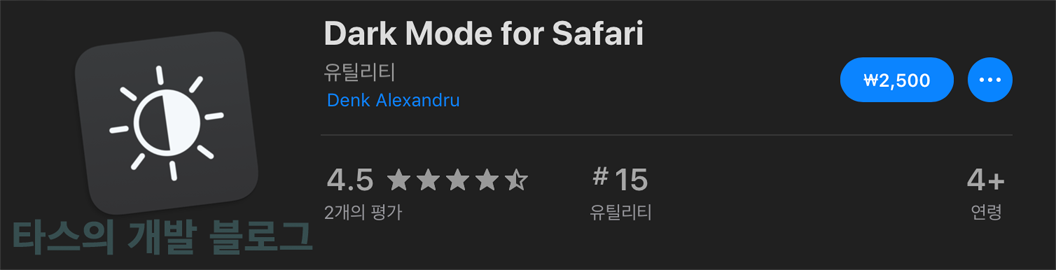 Dark Mode for Safari
유틸리티
Denk Alexandru
₩2,500
4.5
2개의 평가
#15
유틸리티
4+
연령
타스의 개발 블로그